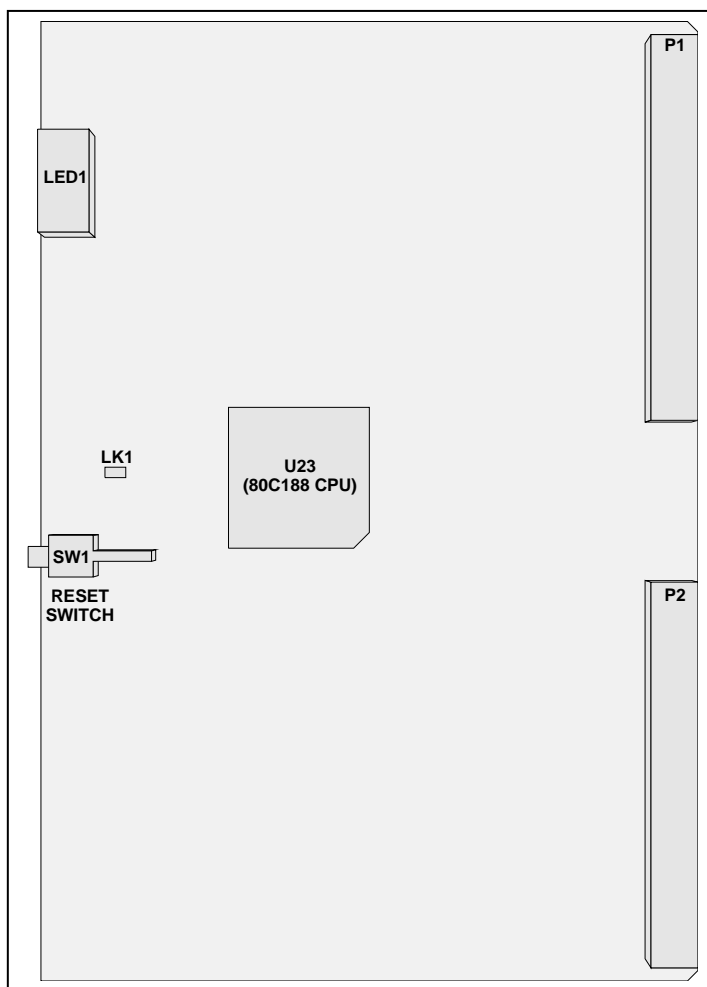 P1
LED1
LK1
U23
(80C188 CPU)
SW1
RESET
SWITCH
P2